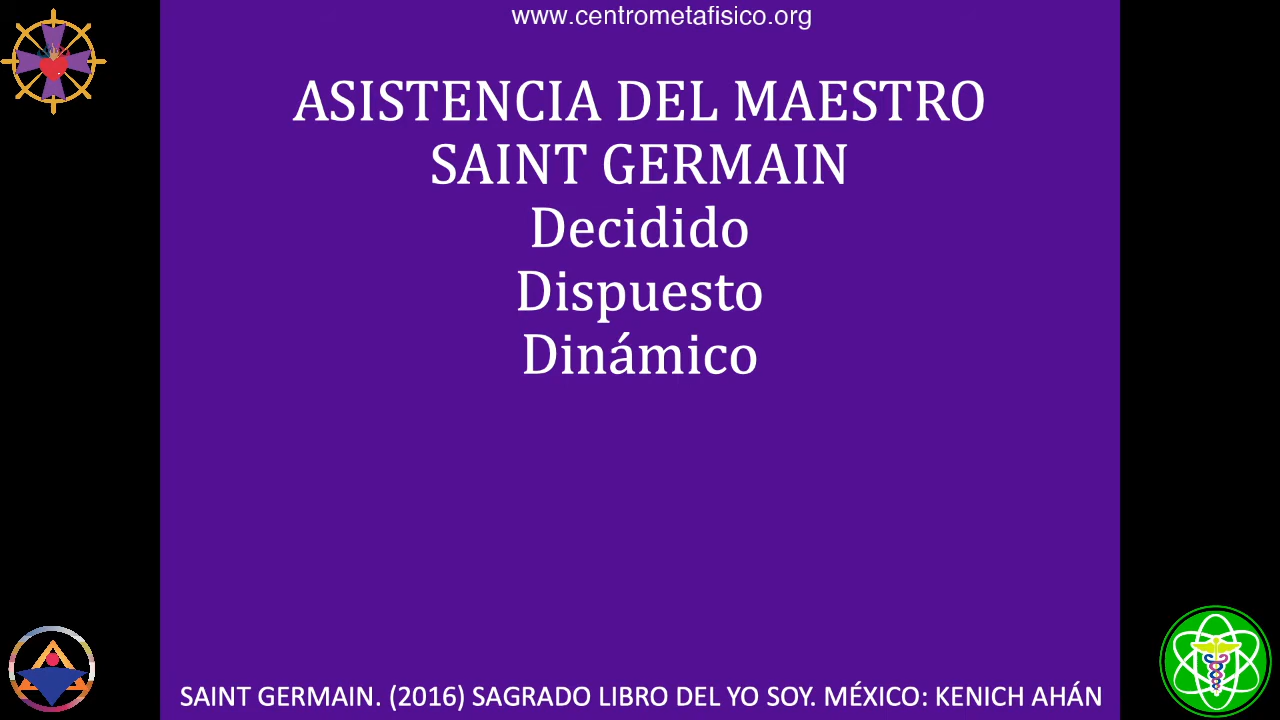 www.centrometafisico.org
ASISTENCIA DEL MAESTRO
SAINT GERMAIN
Decidido
Dispuesto
Dinámico
SAINT GERMAIN. (2016) SAGRADO LIBRO DEL YO SOY. MÉXICO: KENICH AHÁN